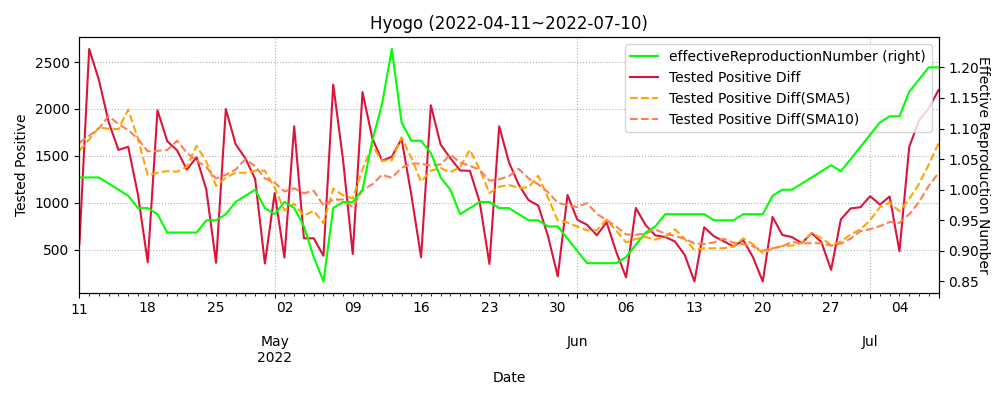 Hyogo (2022-04-11~2022-07-10)
effectiveReproductionNumber (right)
Tested Positive Diff
Tested Positive Diff(SMA5)
Tested Positive Diff(SMA10)
Tested Positive
2500
2000
1500
1000
500
Effective Reproduction Number
1.20
1.15
1.10
1.05
1.00
0.95
0.90
0.85
11 18 25 02 09 16 23 30 06 13 20 27 04
May Jun Jul
2022
Date